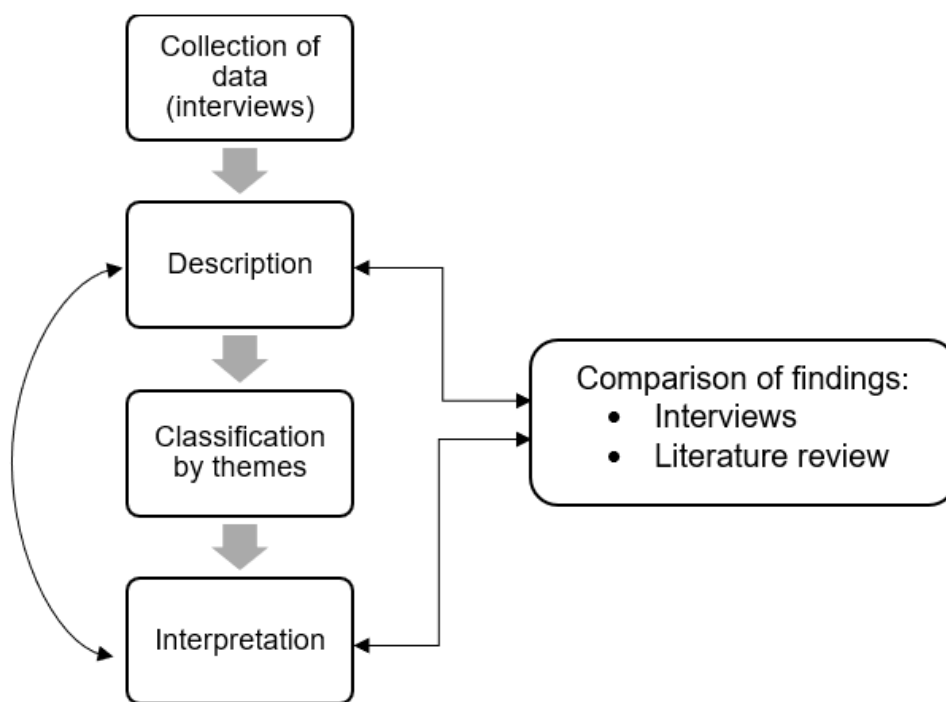 Collection of
data
(interviews)
Description
Classification
by themes
Interpretation
Comparison of findings:
• Interviews
• Literature review